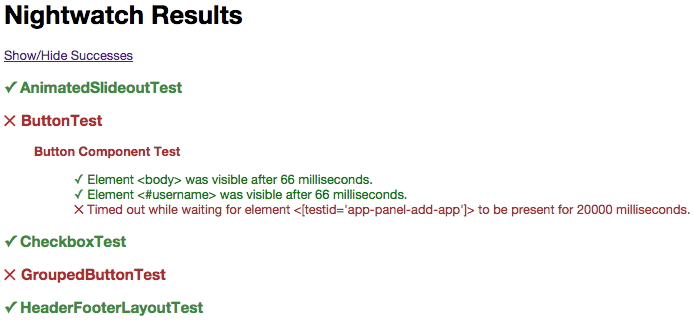 Nightwatch Results
Show/Hide Successes
✓ AnimatedSlideoutTest
✕ ButtonTest
Button Component Test
✓ Element <body> was visible after 66 milliseconds.
✓ Element <#username> was visible after 66 milliseconds.
✕ Timed out while waiting for element <[testid='app-panel-add-app']> to be present for 20000 milliseconds.
✓ CheckboxTest
✕ GroupedButtonTest
✓ HeaderFooterLayoutTest